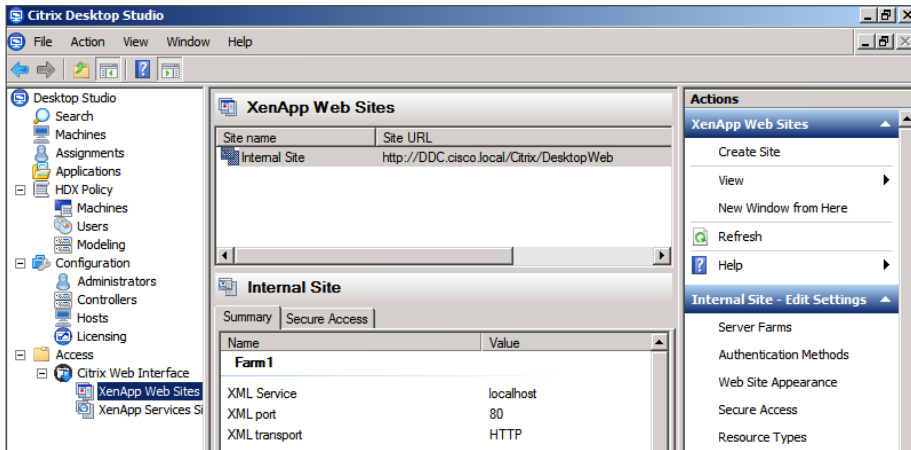 Citrix Desktop Studio
File Action View Window Help
Desktop Studio
Search
Machines
Assignments
Applications
HDX Policy
Machines
Users
Modeling
Configuration
Administrators
Controllers
Hosts
Licensing
Access
Citrix Web Interface
XenApp Web Sites
XenApp Services Si
XenApp Web Sites
Site name Site URL
Internal Site http://DDC.cisco.local/Citrix/DesktopWeb
Internal Site
Summary Secure Access
Name Value
Farm1
XML Service localhost
XML port 80
XML transport HTTP
Actions
XenApp Web Sites
Create Site
View
New Window from Here
Refresh
Help
Internal Site - Edit Settings
Server Farms
Authentication Methods
Web Site Appearance
Secure Access
Resource Types